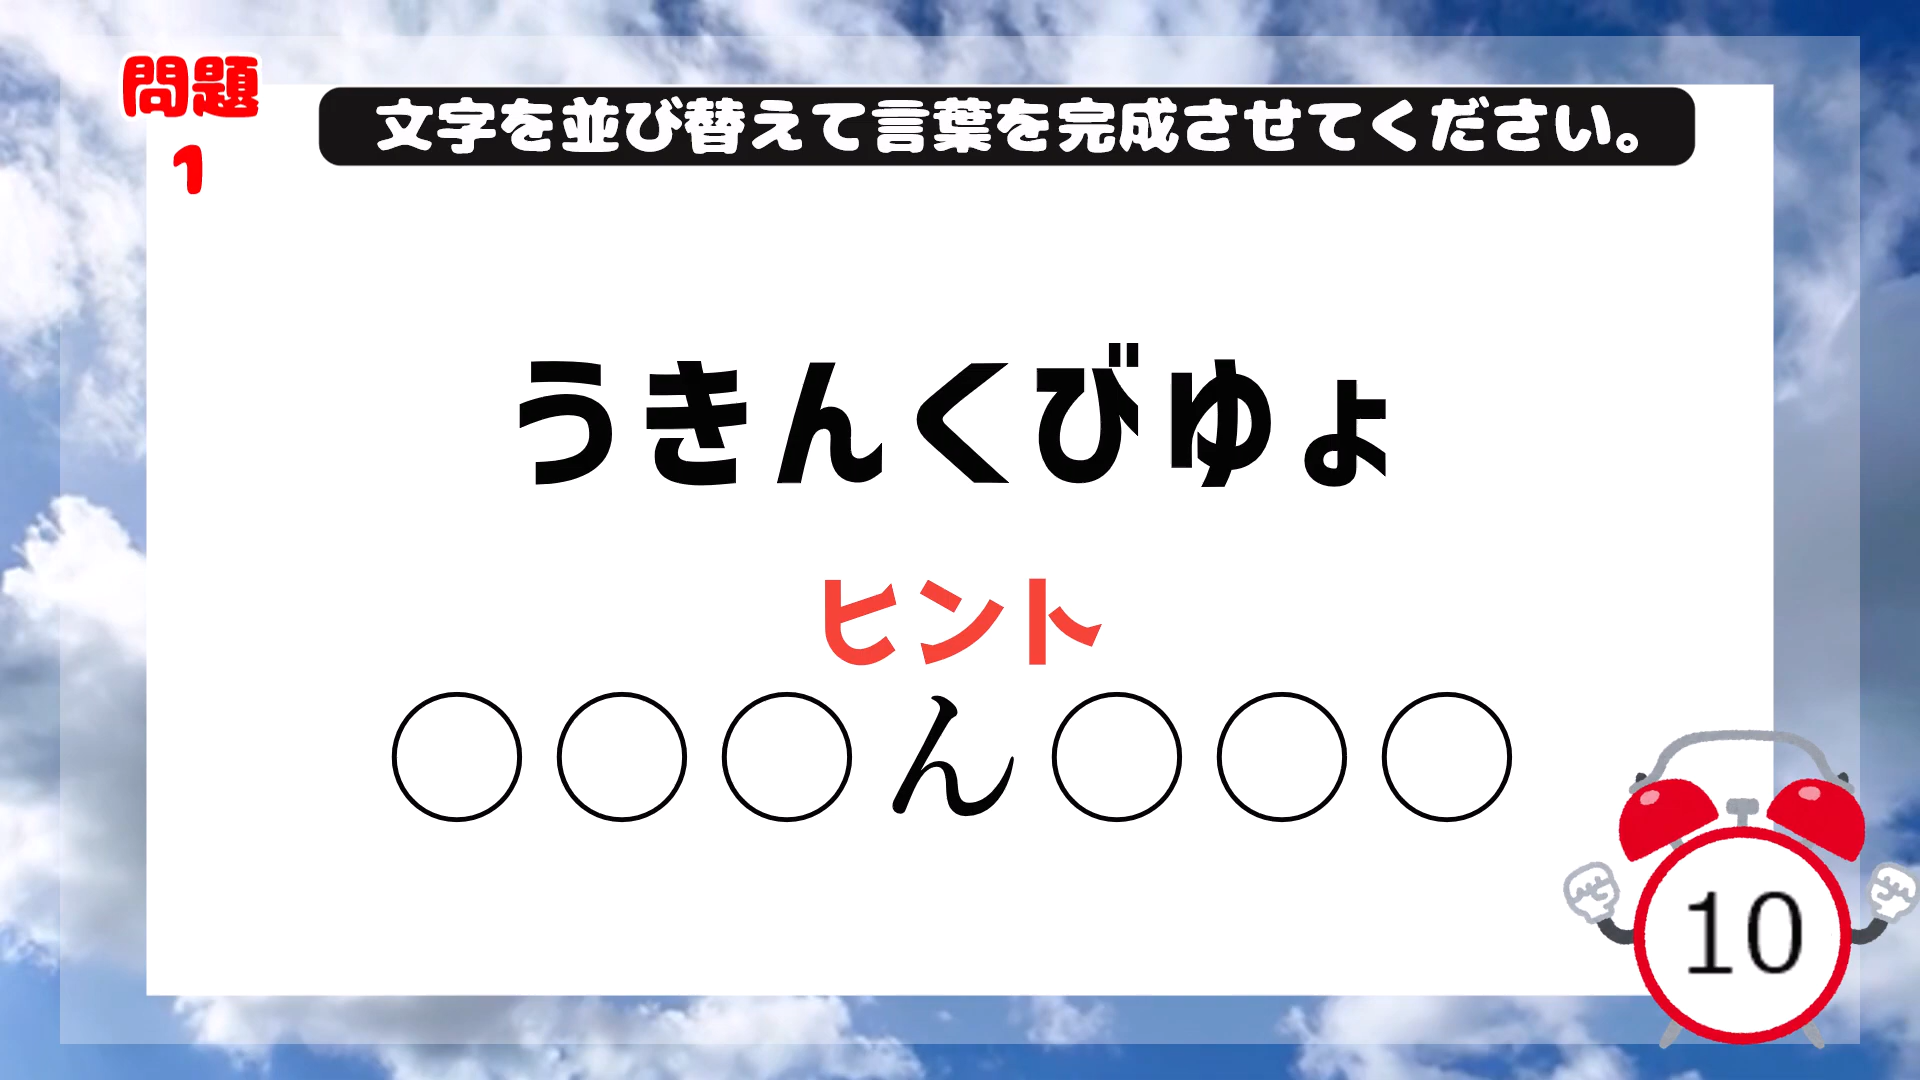 問題
1
文字を並び替えて言葉を完成させてください。
うきんくびゆょ
ヒント
○○○ん○○○
10